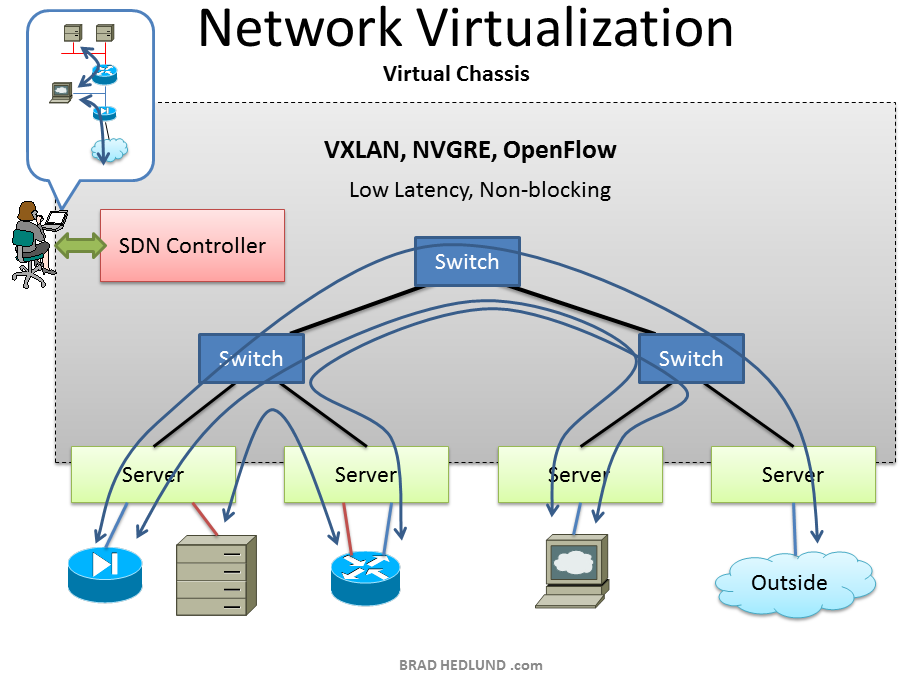 Network Virtualization
Virtual Chassis
VXLAN, NVGRE, OpenFlow
Low Latency, Non-blocking
SDN Controller
Switch
Switch
Switch
Server
Server
Server
Server
Outside
BRAD HEDLUND .com